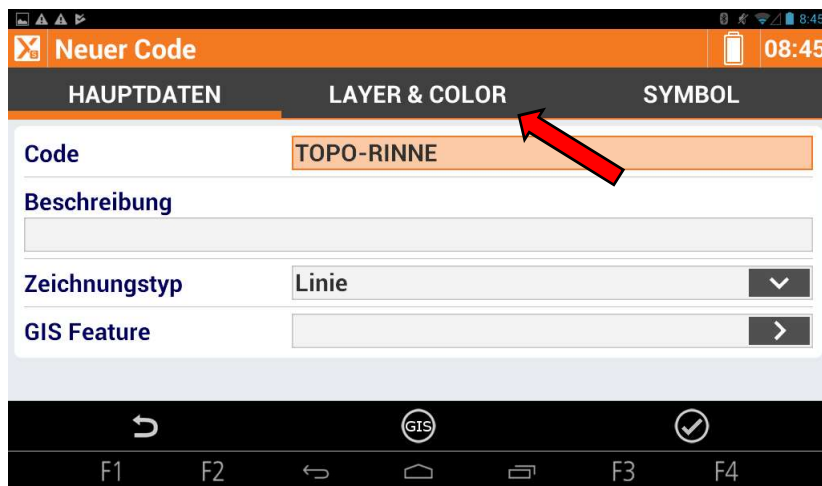 8:45
Neuer Code 08:45
HAUPTDATEN LAYER & COLOR SYMBOL
Code TOPO-RINNE
Beschreibung
Zeichnungstyp Linie
GIS Feature
GIS
F1 F2 F3 F4